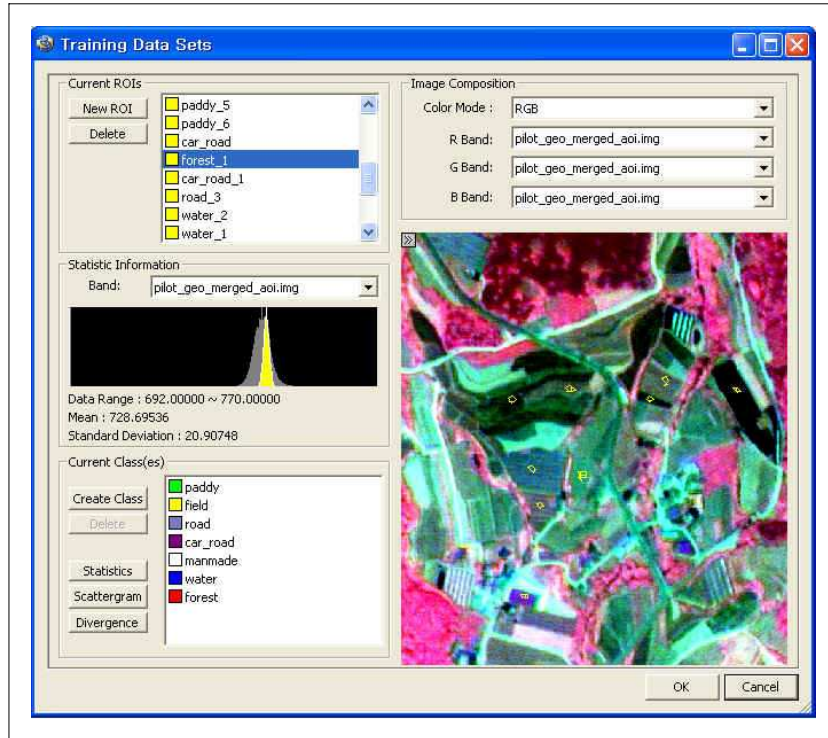 Training Data Sets
Current ROIs
New ROI
Delete
paddy_5
paddy_6
car_road
forest_1
car_road_1
road_3
water_2
water_1
Statistic Information
Band: pilot_geo_merged_aoi.img
Data Range : 692.00000 ~ 770.00000
Mean : 728.69536
Standard Deviation : 20.90748
Current Class(es)
Create Class
Delete
Statistics
Scattergram
Divergence
paddy
field
road
car_road
manmade
water
forest
Image Composition
Color Mode : RGB
R Band: pilot_geo_merged_aoi.img
G Band: pilot_geo_merged_aoi.img
B Band: pilot_geo_merged_aoi.img
OK
Cancel